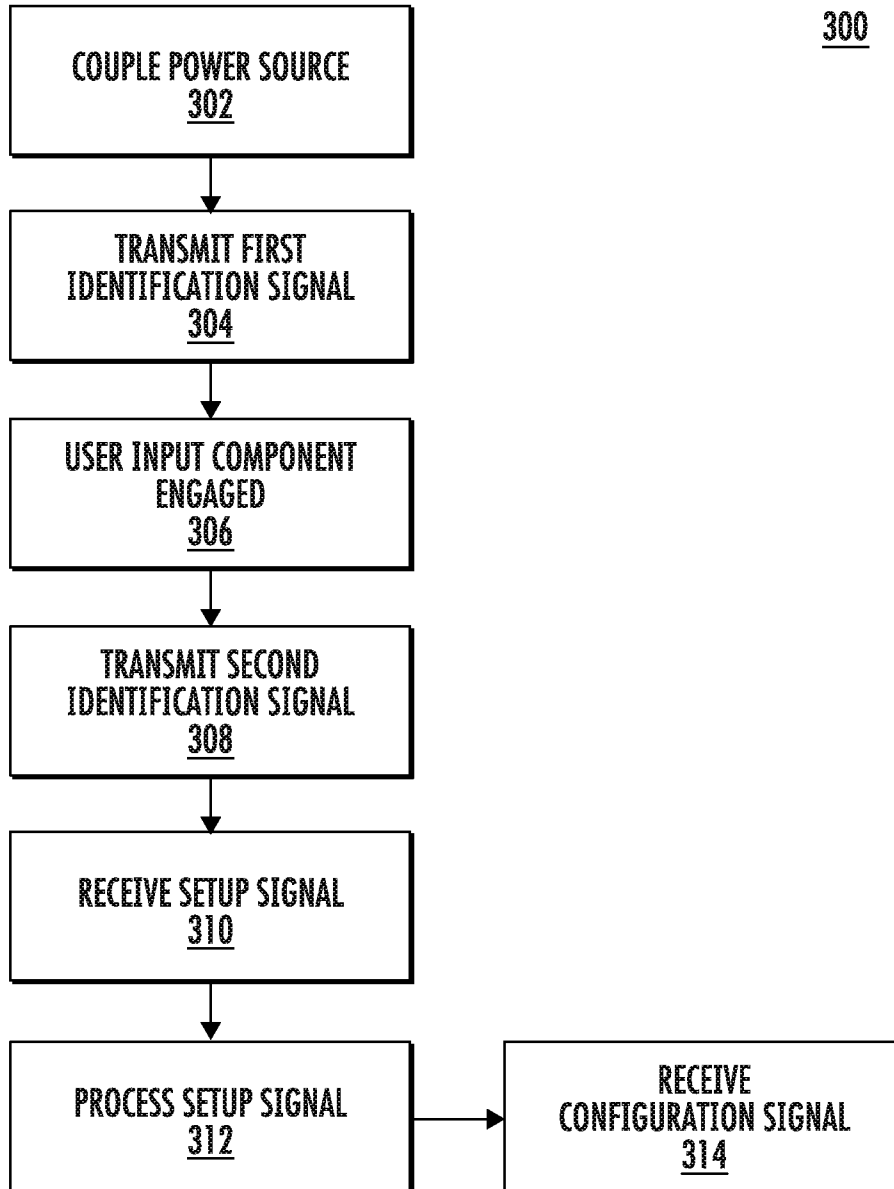 300
COUPLE POWER SOURCE
302
TRANSMIT FIRST
IDENTIFICATION SIGNAL
304
USER INPUT COMPONENT
ENGAGED
306
TRANSMIT SECOND
IDENTIFICATION SIGNAL
308
RECEIVE SETUP SIGNAL
310
PROCESS SETUP SIGNAL
312
RECEIVE
CONFIGURATION SIGNAL
314